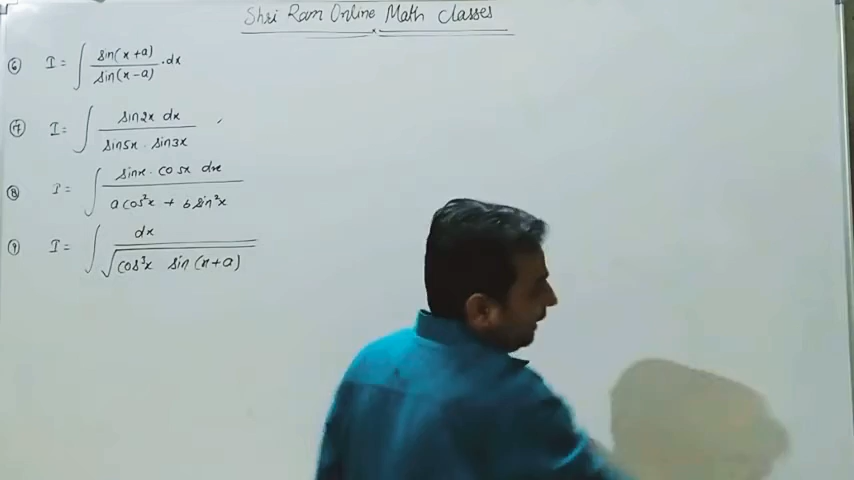 Shri Ram Online Math Classes
⑥ I = ∫ sin(x+a) / sin(x-a) . dx
⑦ I = ∫ sin2x dx / sin5x . sin3x
⑧ I = ∫ sinx . cosx dx / a cos²x + b sin²x
⑨ I = ∫ dx / √(cos³x sin(x+a))